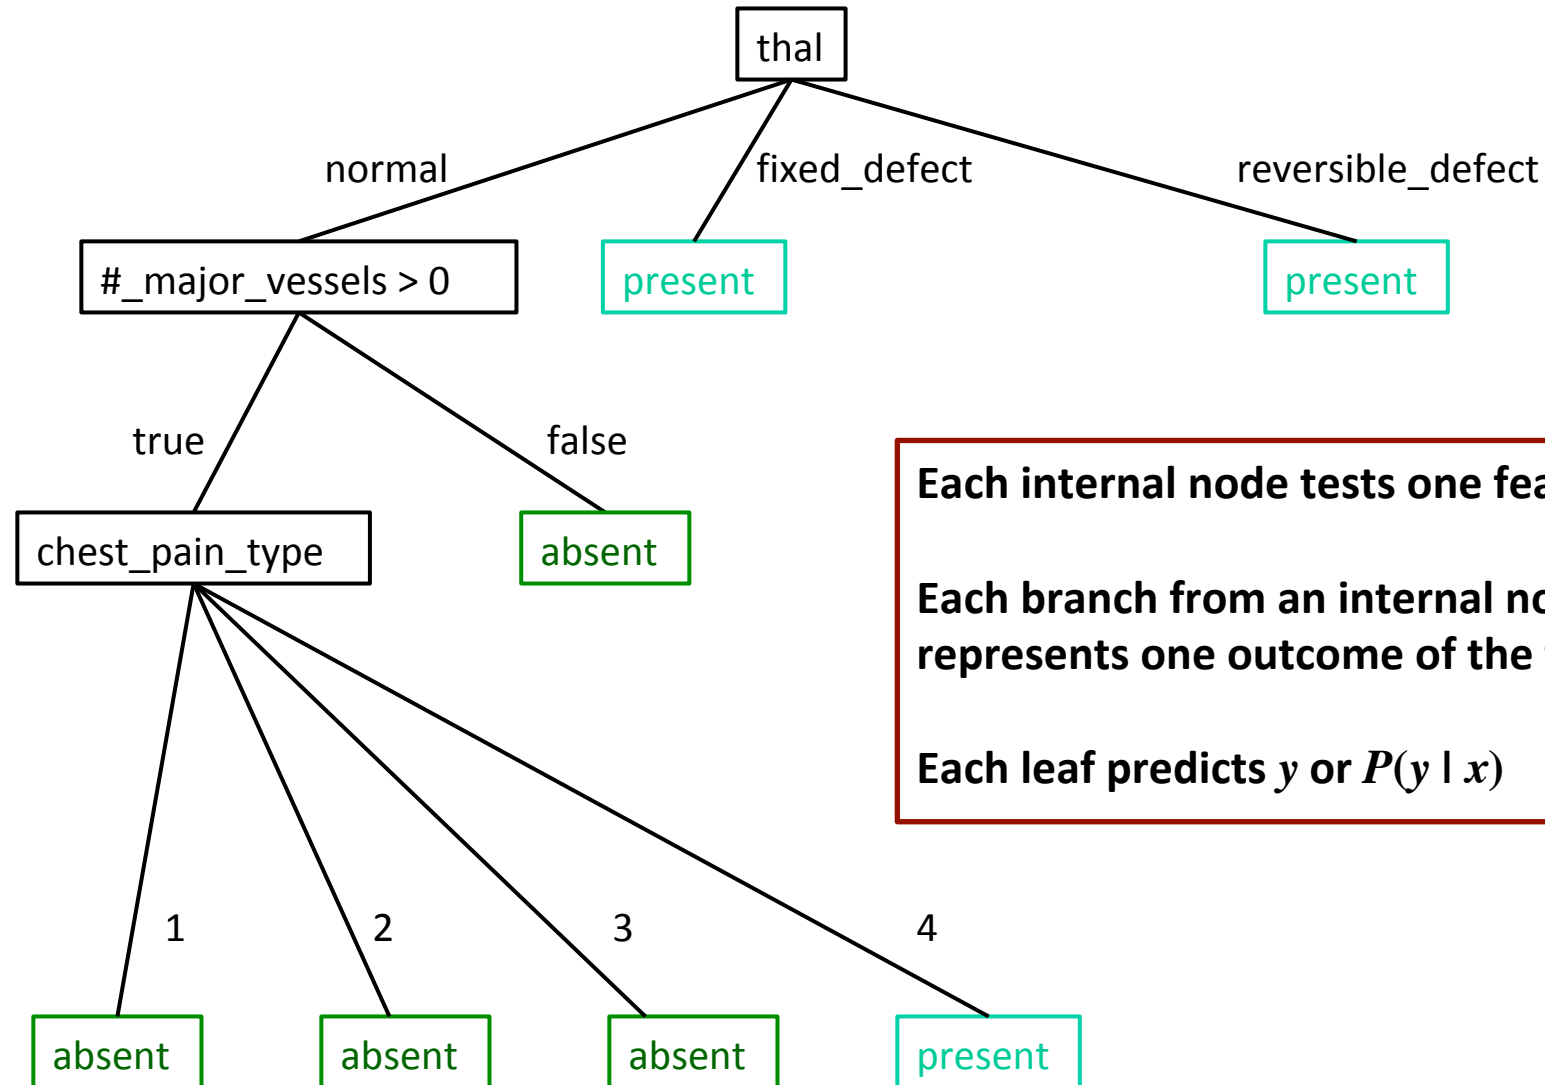 thal
normal
fixed_defect
reversible_defect
#_major_vessels > 0
present
present
true
false
chest_pain_type
absent
Each internal node tests one
Each branch from an internal
represents one outcome of the
Each leaf predicts y or P(y | x)
1
2
3
4
absent
absent
absent
present